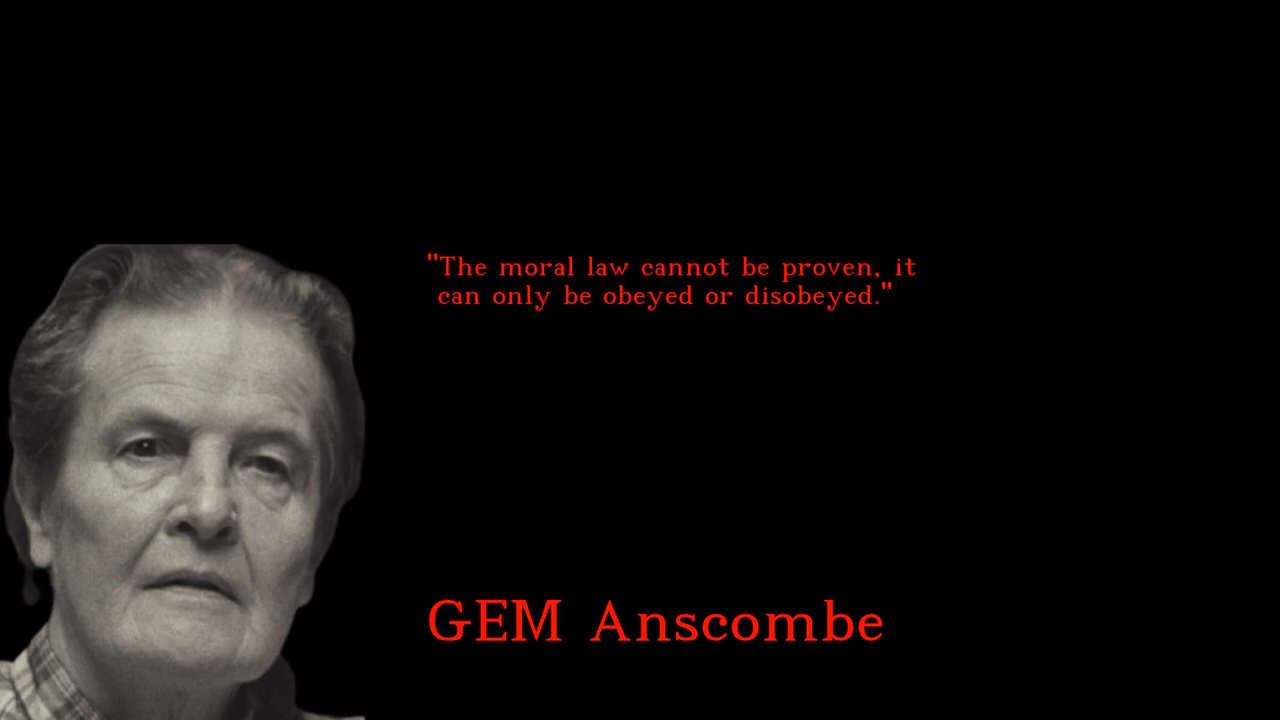 "The moral law cannot be proven, it
can only be obeyed or disobeyed."
GEM Anscombe